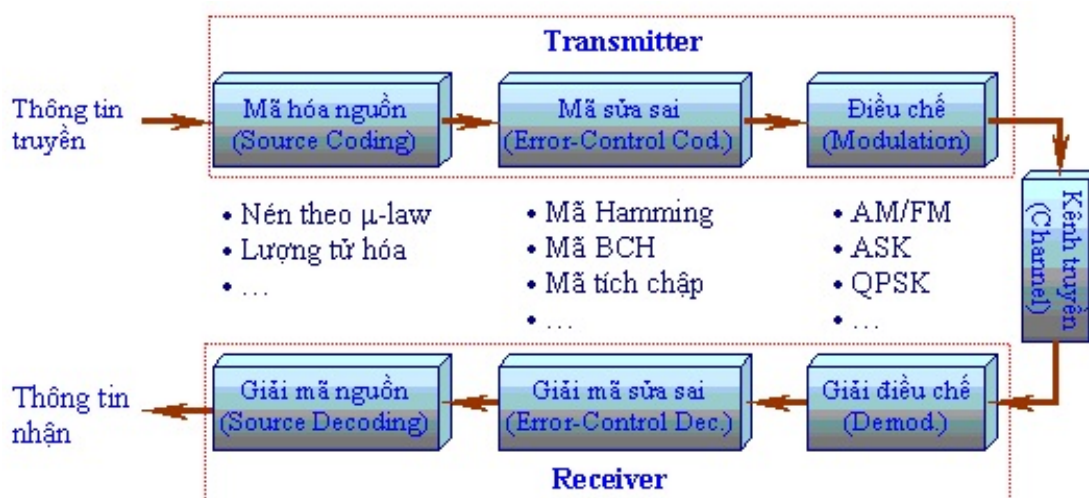 Transmitter
Thông tin
truyền
Mã hóa nguồn
(Source Coding)
Mã sửa sai
(Error-Control Cod.)
Điều chế
(Modulation)
Kênh truyền
(Channel)
• Nén theo μ-law
• Lượng tử hóa
• ...
• Mã Hamming
• Mã BCH
• Mã tích chập
• ...
• AM/FM
• ASK
• QPSK
• ...
Thông tin
nhận
Giải mã nguồn
(Source Decoding)
Giải mã sửa sai
(Error-Control Dec.)
Giải điều chế
(Demod.)
Receiver